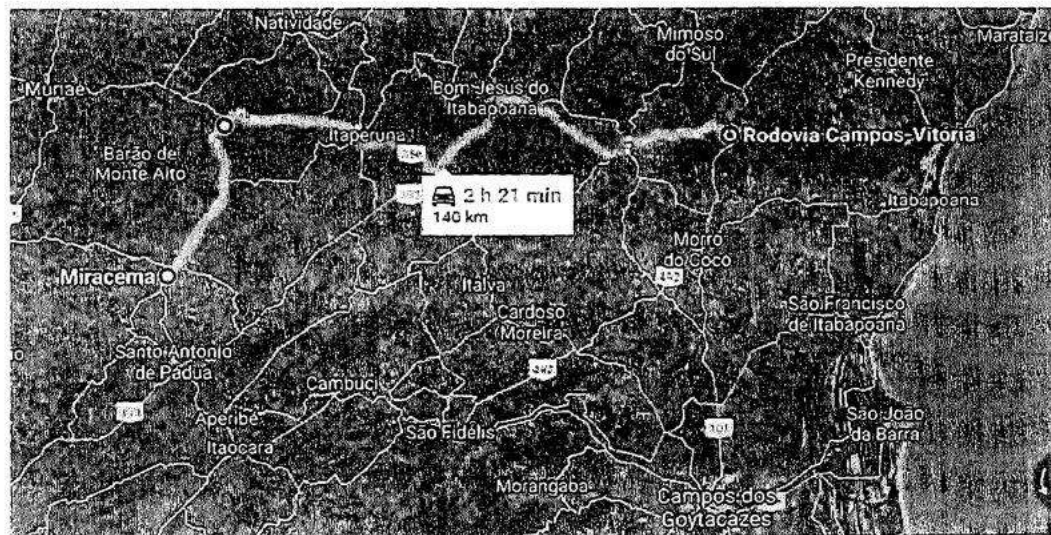 Natividade
Mimoso
do Sul
Marataíz
Presidente
Kennedy
Muriaé
Bom Jesus do
Itabapoana
Itaperuna
Rodovia Campos-Vitória
Barão de
Monte Alto
2 h 21 min
140 km
Itabapoana
Miracema
Morro
do Coco
Italva
São Francisco
de Itabapoana
Cardoso
Moreira
Santo Antônio
de Pádua
Cambuci
Aperibé
São João
da Barra
São Fidélis
Itaocara
101
Morangaba
Campos dos
Goytacazes